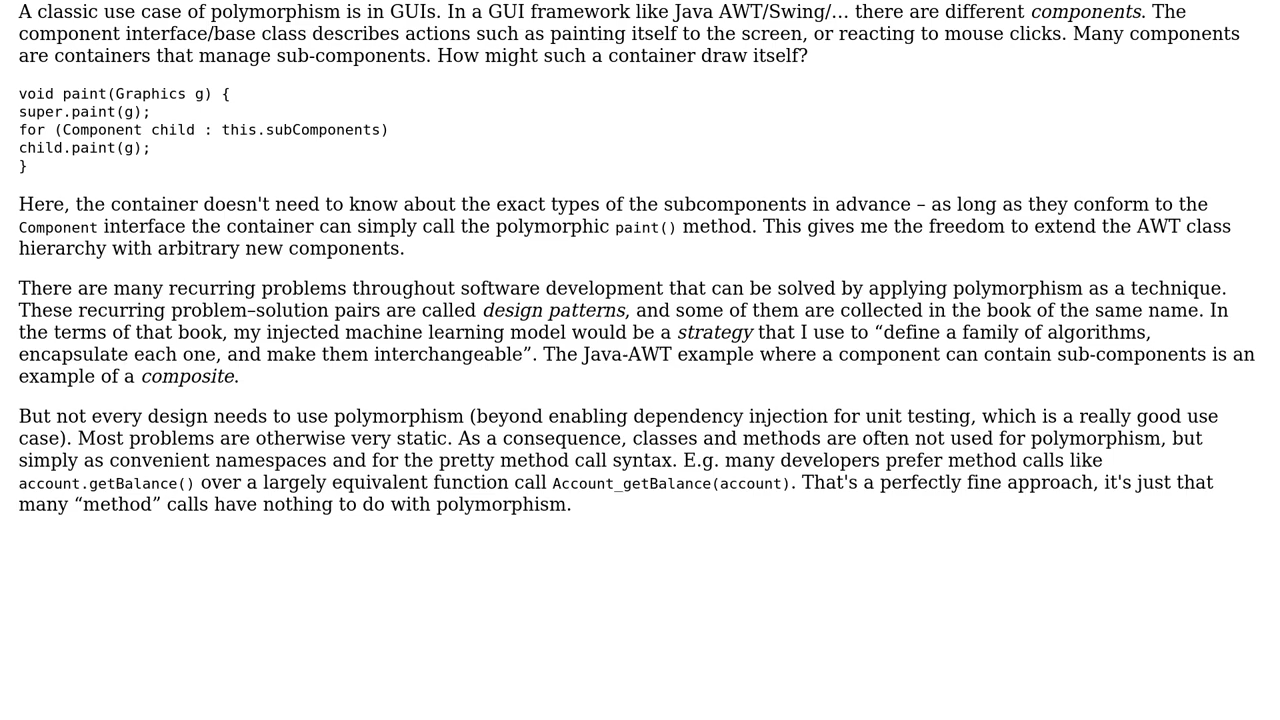 A classic use case of polymorphism is in GUIs. In a GUI framework like Java AWT/Swing/… there are different components. The
component interface/base class describes actions such as painting itself to the screen, or reacting to mouse clicks. Many components
are containers that manage sub-components. How might such a container draw itself?
void paint(Graphics g) {
super.paint(g);
for (Component child : this.subComponents)
child.paint(g);
}
Here, the container doesn't need to know about the exact types of the subcomponents in advance – as long as they conform to the
Component interface the container can simply call the polymorphic paint() method. This gives me the freedom to extend the AWT class
hierarchy with arbitrary new components.
There are many recurring problems throughout software development that can be solved by applying polymorphism as a technique.
These recurring problem–solution pairs are called design patterns, and some of them are collected in the book of the same name. In
the terms of that book, my injected machine learning model would be a strategy that I use to “define a family of algorithms,
encapsulate each one, and make them interchangeable”. The Java-AWT example where a component can contain sub-components is an
example of a composite.
But not every design needs to use polymorphism (beyond enabling dependency injection for unit testing, which is a really good use
case). Most problems are otherwise very static. As a consequence, classes and methods are often not used for polymorphism, but
simply as convenient namespaces and for the pretty method call syntax. E.g. many developers prefer method calls like
account.getBalance() over a largely equivalent function call Account_getBalance(account). That's a perfectly fine approach, it's just that
many “method” calls have nothing to do with polymorphism.